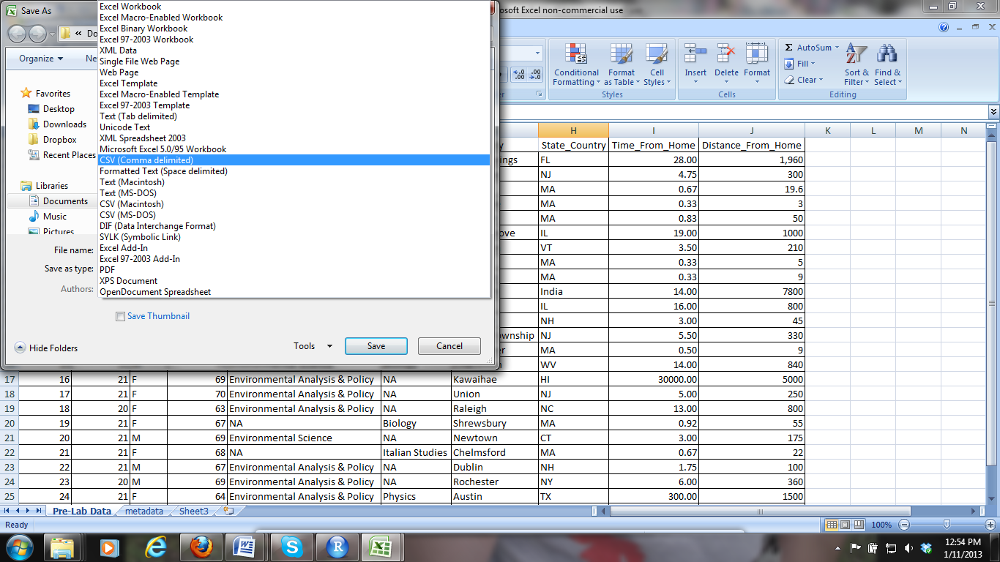 Save As
osoft Excel non-commercial use
« Do
Organize
Ne
Favorites
Desktop
Downloads
Dropbox
Recent Places
Libraries
Documents
Music
Pictures
File name:
Save as type:
Authors:
Excel Workbook
Excel Macro-Enabled Workbook
Excel Binary Workbook
Excel 97-2003 Workbook
XML Data
Single File Web Page
Web Page
Excel Template
Excel Macro-Enabled Template
Excel 97-2003 Template
Text (Tab delimited)
Unicode Text
XML Spreadsheet 2003
Microsoft Excel 5.0/95 Workbook
CSV (Comma delimited)
Formatted Text (Space delimited)
Text (Macintosh)
Text (MS-DOS)
CSV (Macintosh)
CSV (MS-DOS)
DIF (Data Interchange Format)
SYLK (Symbolic Link)
Excel Add-In
Excel 97-2003 Add-In
PDF
XPS Document
OpenDocument Spreadsheet
Save Thumbnail
Hide Folders
Tools
Save
Cancel
Conditional Formatting
Format as Table
Cell Styles
Insert
Delete
Format
Σ AutoSum
Fill
Clear
Sort & Filter
Find & Select
Styles
Cells
Editing
H I J K L M N
State_Country Time_From_Home Distance_From_Home
ings FL 28.00 1,960
NJ 4.75 300
MA 0.67 19.6
MA 0.33 3
MA 0.83 50
ove IL 19.00 1000
VT 3.50 210
MA 0.33 5
MA 0.33 9
India 14.00 7800
IL 16.00 800
NH 3.00 45
ownship NJ 5.50 330
er MA 0.50 9
WV 14.00 840
17 16 21 F 69 Environmental Analysis & Policy NA Kawaihae HI 30000.00 5000
18 17 21 F 70 Environmental Analysis & Policy NA Union NJ 5.00 250
19 18 20 F 63 Environmental Analysis & Policy NA Raleigh NC 13.00 800
20 19 21 F 67 NA Biology Shrewsbury MA 0.92 55
21 20 21 M 69 Environmental Science NA Newtown CT 3.00 175
22 21 21 F 68 NA Italian Studies Chelmsford MA 0.67 22
23 22 21 M 67 Environmental Analysis & Policy NA Dublin NH 1.75 100
24 23 20 M 69 Environmental Analysis & Policy NA Rochester NY 6.00 360
25 24 21 F 64 Environmental Analysis & Policy Physics Austin TX 300.00 1500
Pre-Lab Data metadata Sheet3
Ready
100%
12:54 PM
1/11/2013